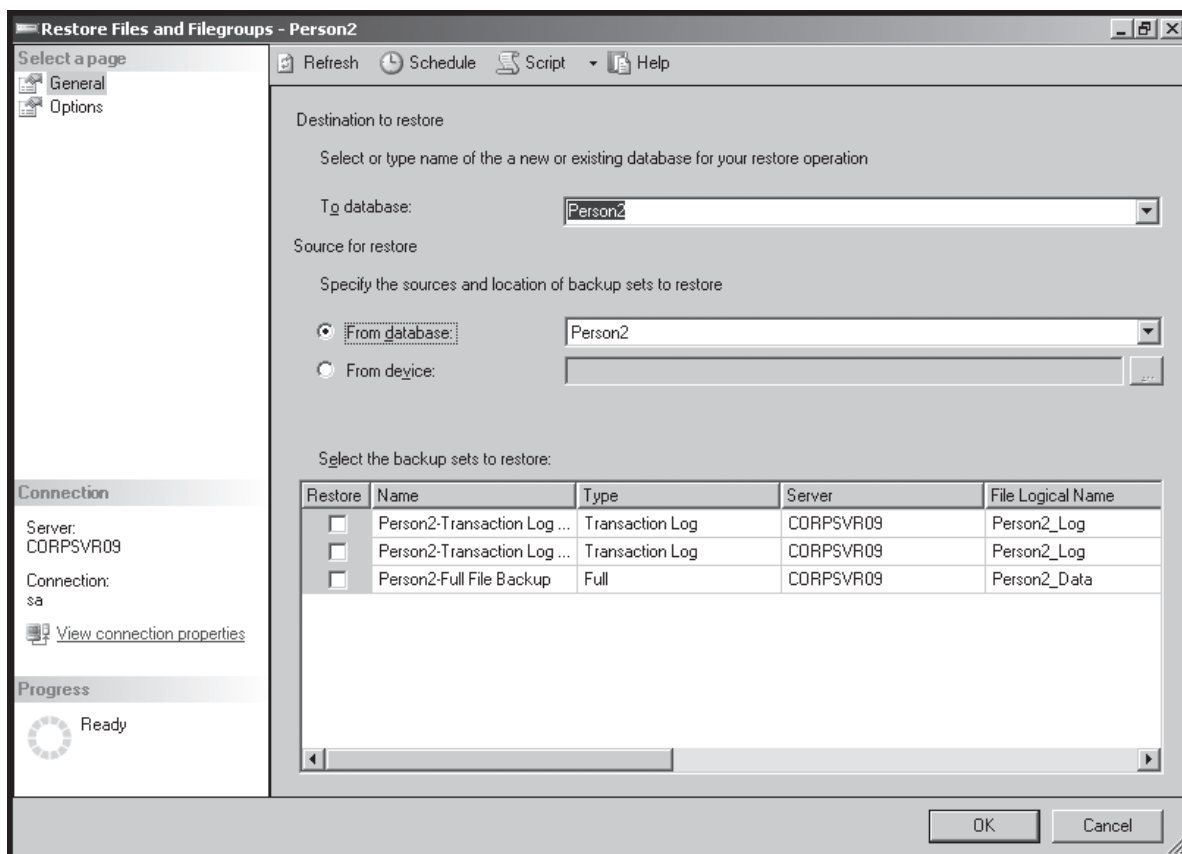 Restore Files and Filegroups - Person2
Select a page
General
Options
Refresh Schedule Script Help
Destination to restore
Select or type name of the a new or existing database for your restore operation
To database: Person2
Source for restore
Specify the sources and location of backup sets to restore
From database: Person2
From device:
...
Select the backup sets to restore:
Restore Name Type Server File Logical Name
Person2-Transaction Log ... Transaction Log CORPSVR09 Person2_Log
Person2-Transaction Log ... Transaction Log CORPSVR09 Person2_Log
Person2-Full File Backup Full CORPSVR09 Person2_Data
Connection
Server:
CORPSVR09
Connection:
sa
View connection properties
Progress
Ready
OK Cancel